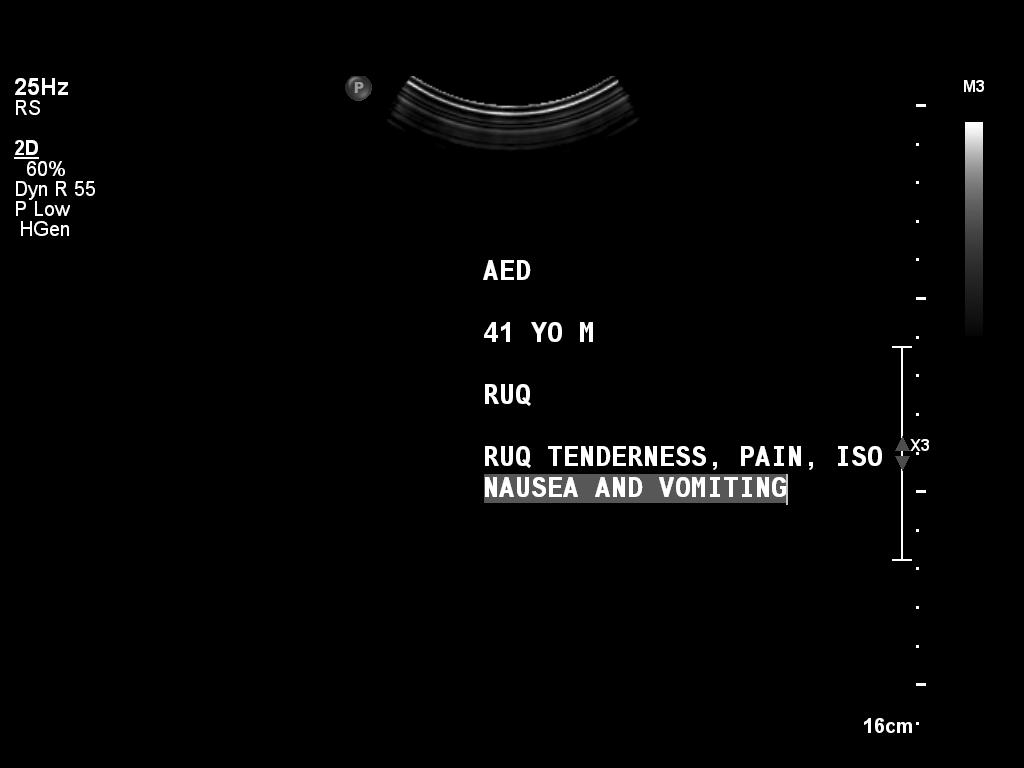 25Hz
RS
2D
60%
Dyn R 55
P Low
HGen
P
M3
AED
41 YO M
RUQ
RUQ TENDERNESS, PAIN, ISO
NAUSEA AND VOMITING
X3
16cm